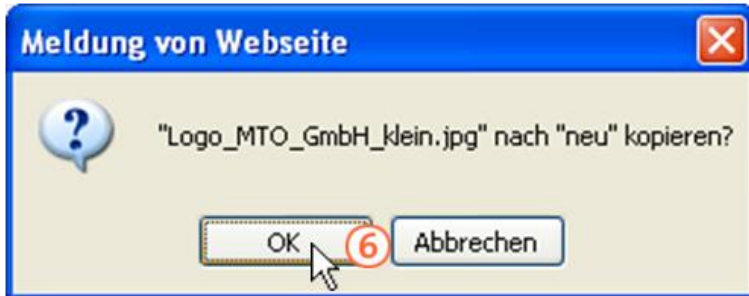 Meldung von Webseite
"Logo_MTO_GmbH_klein.jpg" nach "neu" kopieren?
OK 6 Abbrechen